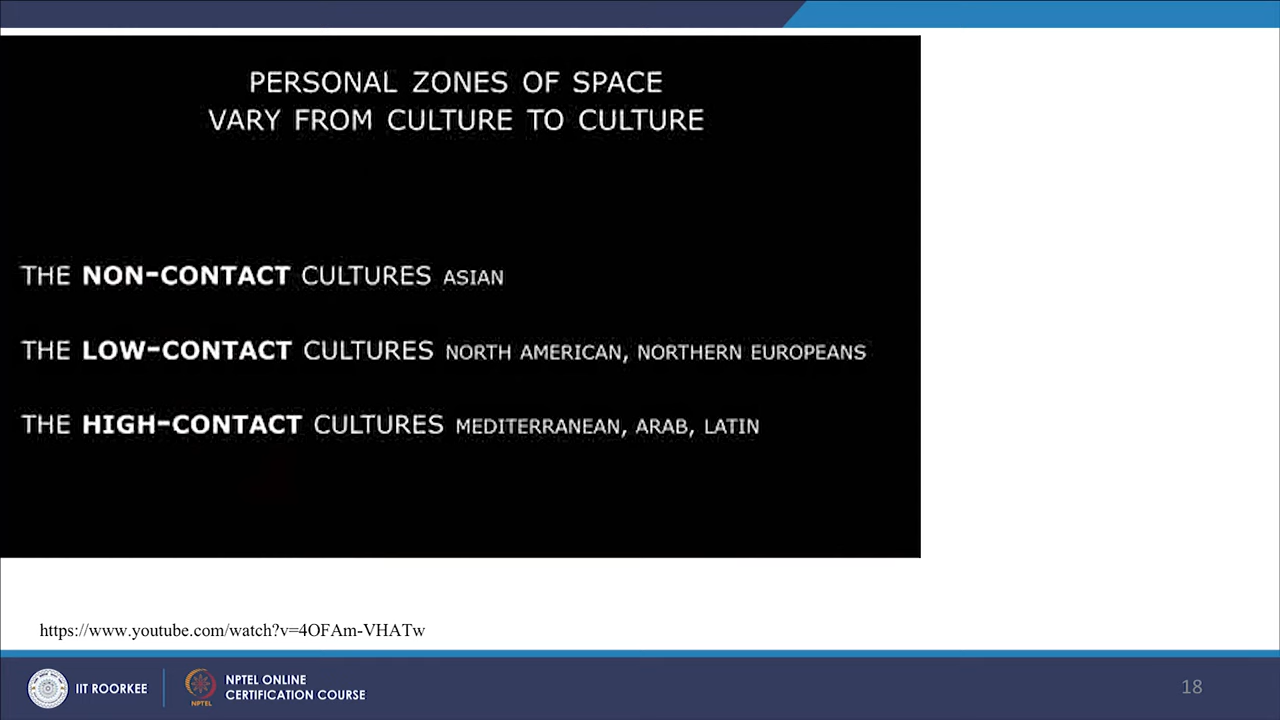 PERSONAL ZONES OF SPACE
VARY FROM CULTURE TO CULTURE
THE NON-CONTACT CULTURES ASIAN
THE LOW-CONTACT CULTURES NORTH AMERICAN, NORTHERN EUROPEANS
THE HIGH-CONTACT CULTURES MEDITERRANEAN, ARAB, LATIN
https://www.youtube.com/watch?v=4OFAm-VHATw
IIT ROORKEE
NPTEL
NPTEL ONLINE
CERTIFICATION COURSE
18